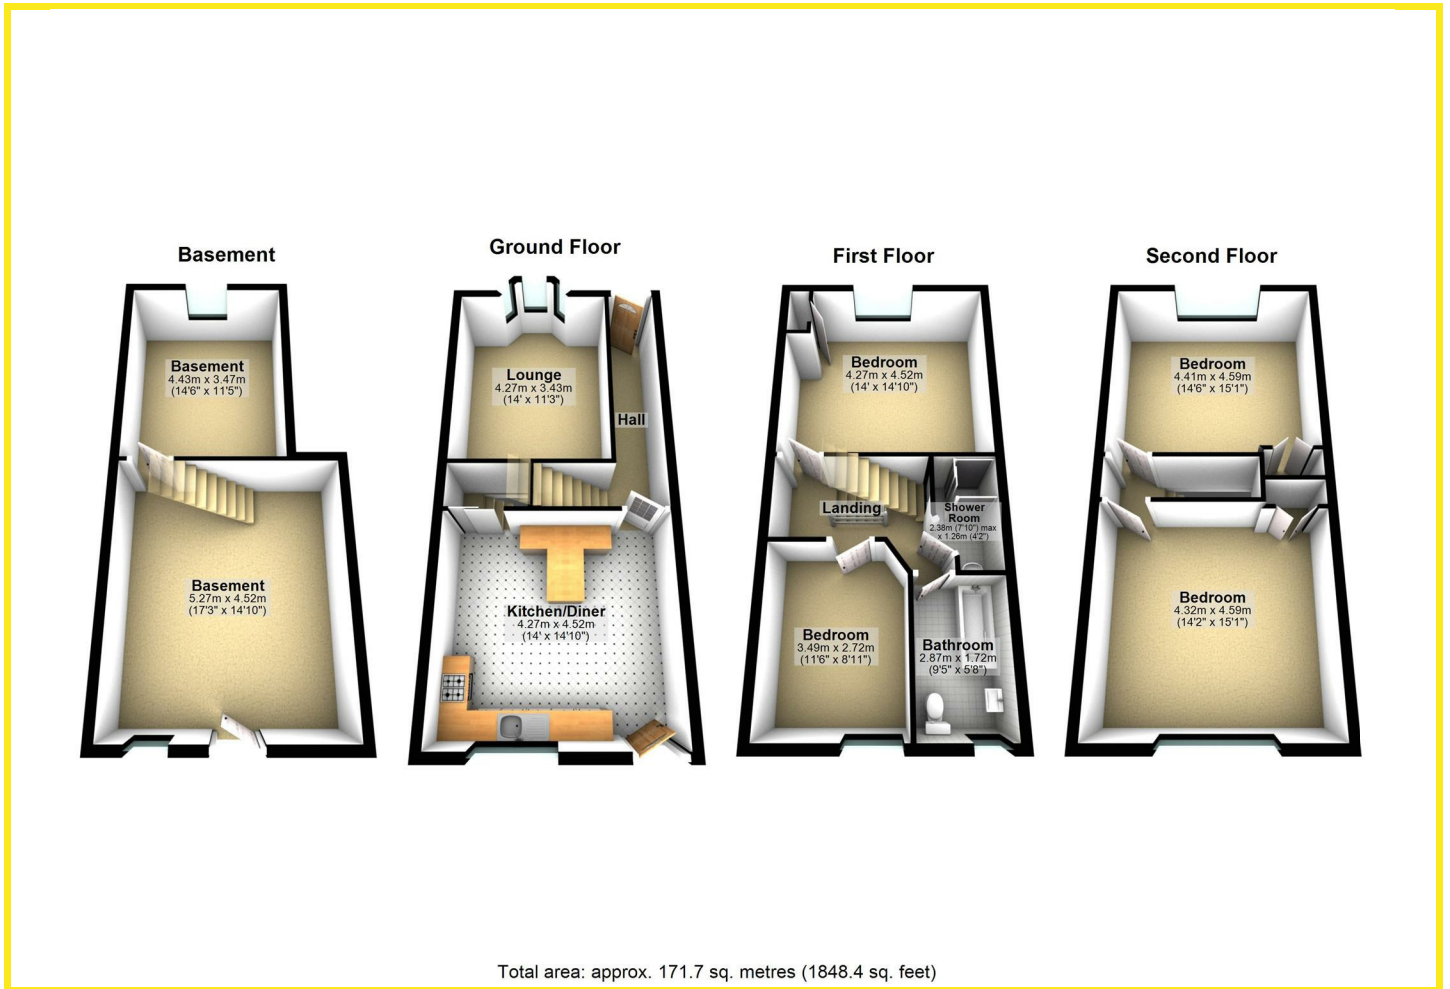 Basement
Basement
4.43m x 3.47m
(14'6" x 11'5")
Basement
5.27m x 4.52m
(17'3" x 14'10")
Ground Floor
Lounge
4.27m x 3.43m
(14' x 11'3")
Hall
Kitchen/Diner
4.27m x 4.52m
(14' x 14'10")
First Floor
Bedroom
4.27m x 4.52m
(14' x 14'10")
Landing
Shower
Room
2.38m (7'10") max
x 1.26m (4'2")
Bedroom
3.49m x 2.72m
(11'6" x 8'11")
Bathroom
2.87m x 1.72m
(9'5" x 5'8")
Second Floor
Bedroom
4.41m x 4.59m
(14'6" x 15'1")
Bedroom
4.32m x 4.59m
(14'2" x 15'1")
Total area: approx. 171.7 sq. metres (1848.4 sq. feet)